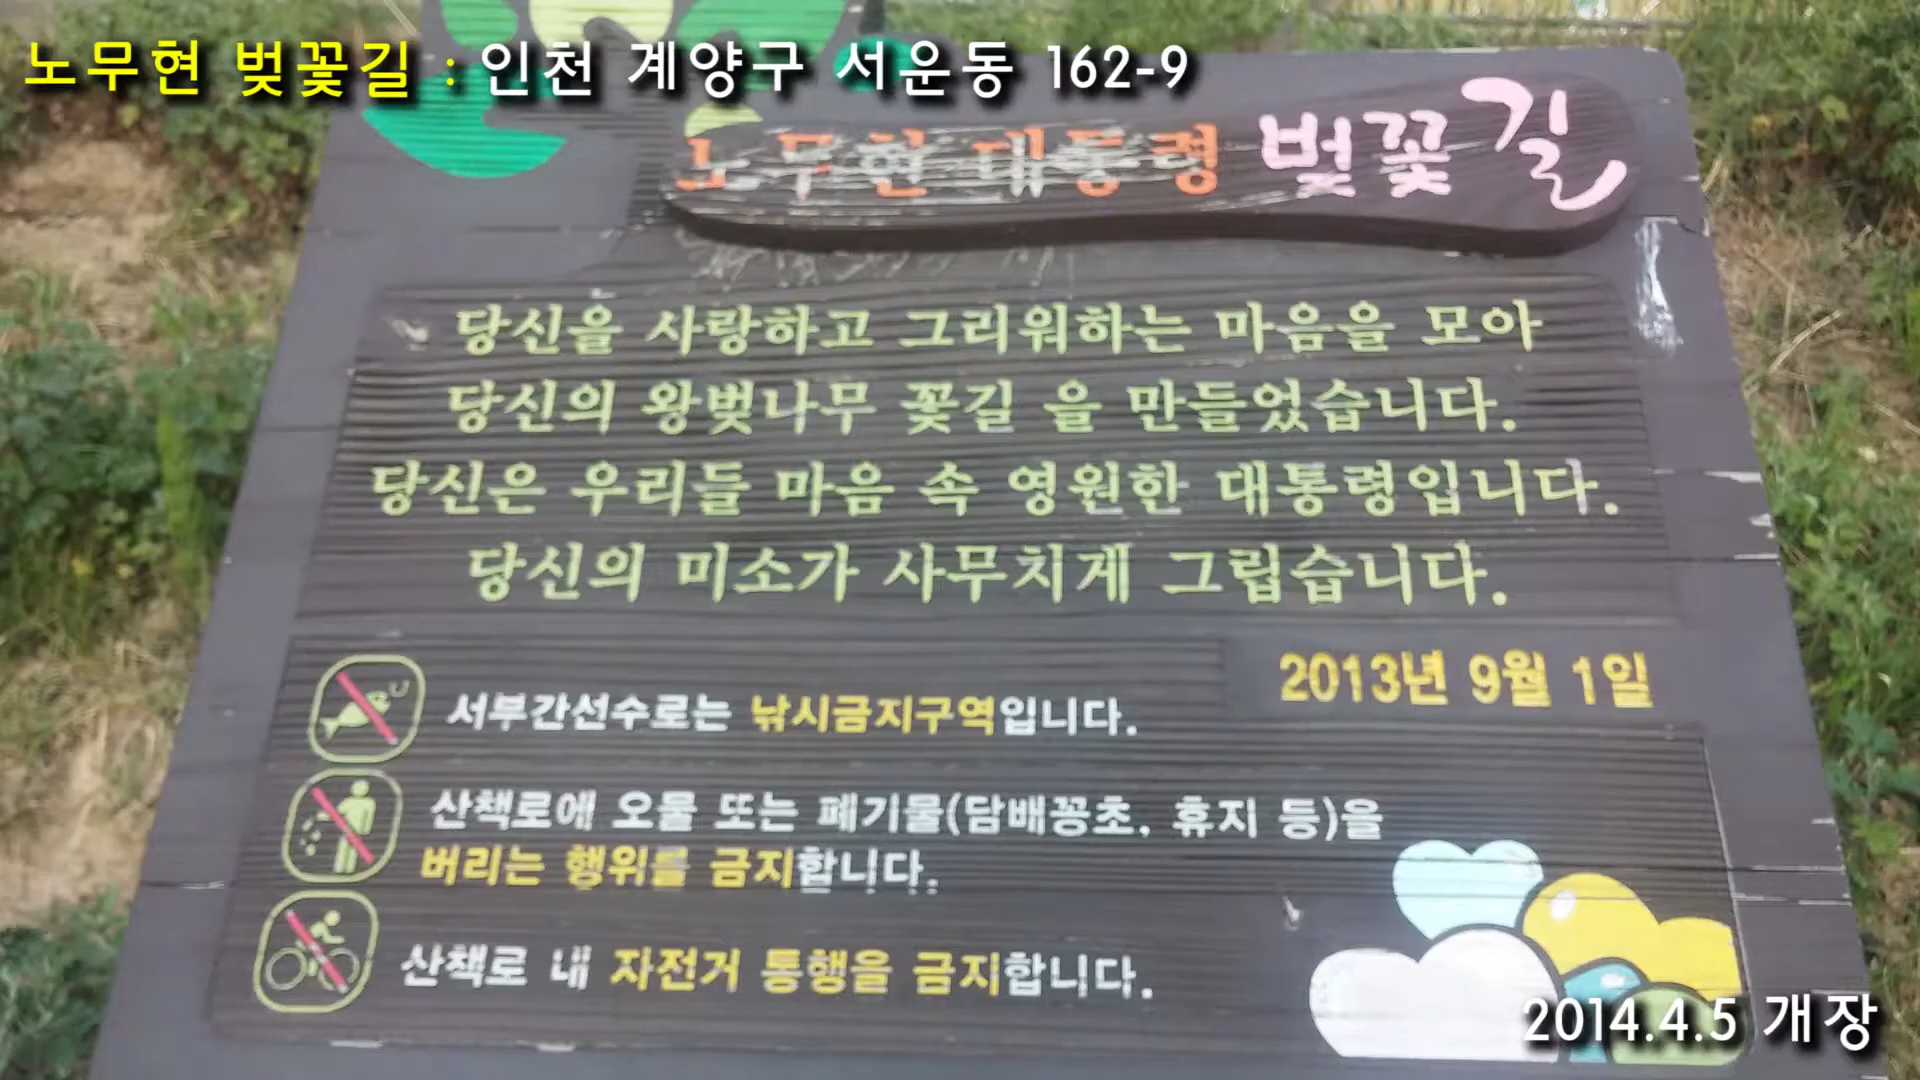 노무현 벚꽃길 : 인천 계양구 서운동 162-9
노무현 대통령 벚꽃길
당신을 사랑하고 그리워하는 마음을 모아
당신의 왕벚나무 꽃길 을 만들었습니다.
당신은 우리들 마음 속 영원한 대통령입니다.
당신의 미소가 사무치게 그립습니다.
2013년 9월 1일
서부간선수로는 낚시금지구역입니다.
산책로에 오물 또는 폐기물(담배꽁초, 휴지 등)을
버리는 행위를 금지합니다.
산책로 내 자전거 통행을 금지합니다.
2014.4.5 개장